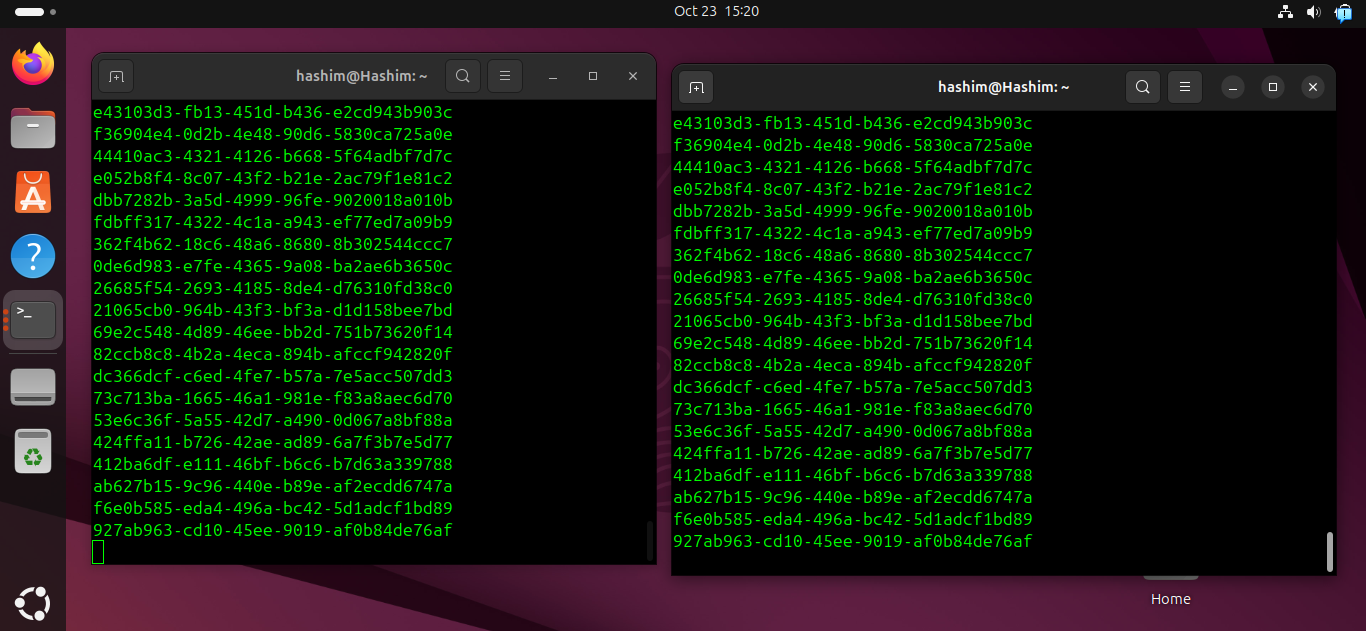 Oct 23 15:20
hashim@Hashim: ~
e43103d3-fb13-451d-b436-e2cd943b903c
f36904e4-0d2b-4e48-90d6-5830ca725a0e
44410ac3-4321-4126-b668-5f64adbf7d7c
e052b8f4-8c07-43f2-b21e-2ac79f1e81c2
dbb7282b-3a5d-4999-96fe-9020018a010b
fdbff317-4322-4c1a-a943-ef77ed7a09b9
362f4b62-18c6-48a6-8680-8b302544ccc7
0de6d983-e7fe-4365-9a08-ba2ae6b3650c
26685f54-2693-4185-8de4-d76310fd38c0
21065cb0-964b-43f3-bf3a-d1d158bee7bd
69e2c548-4d89-46ee-bb2d-751b73620f14
82ccb8c8-4b2a-4eca-894b-afccf942820f
dc366dcf-c6ed-4fe7-b57a-7e5acc507dd3
73c713ba-1665-46a1-981e-f83a8aec6d70
53e6c36f-5a55-42d7-a490-0d067a8bf88a
424ffa11-b726-42ae-ad89-6a7f3b7e5d77
412ba6df-e111-46bf-b6c6-b7d63a339788
ab627b15-9c96-440e-b89e-af2ecdd6747a
f6e0b585-eda4-496a-bc42-5d1adcf1bd89
927ab963-cd10-45ee-9019-af0b84de76af
hashim@Hashim: ~
e43103d3-fb13-451d-b436-e2cd943b903c
f36904e4-0d2b-4e48-90d6-5830ca725a0e
44410ac3-4321-4126-b668-5f64adbf7d7c
e052b8f4-8c07-43f2-b21e-2ac79f1e81c2
dbb7282b-3a5d-4999-96fe-9020018a010b
fdbff317-4322-4c1a-a943-ef77ed7a09b9
362f4b62-18c6-48a6-8680-8b302544ccc7
0de6d983-e7fe-4365-9a08-ba2ae6b3650c
26685f54-2693-4185-8de4-d76310fd38c0
21065cb0-964b-43f3-bf3a-d1d158bee7bd
69e2c548-4d89-46ee-bb2d-751b73620f14
82ccb8c8-4b2a-4eca-894b-afccf942820f
dc366dcf-c6ed-4fe7-b57a-7e5acc507dd3
73c713ba-1665-46a1-981e-f83a8aec6d70
53e6c36f-5a55-42d7-a490-0d067a8bf88a
424ffa11-b726-42ae-ad89-6a7f3b7e5d77
412ba6df-e111-46bf-b6c6-b7d63a339788
ab627b15-9c96-440e-b89e-af2ecdd6747a
f6e0b585-eda4-496a-bc42-5d1adcf1bd89
927ab963-cd10-45ee-9019-af0b84de76af
Home